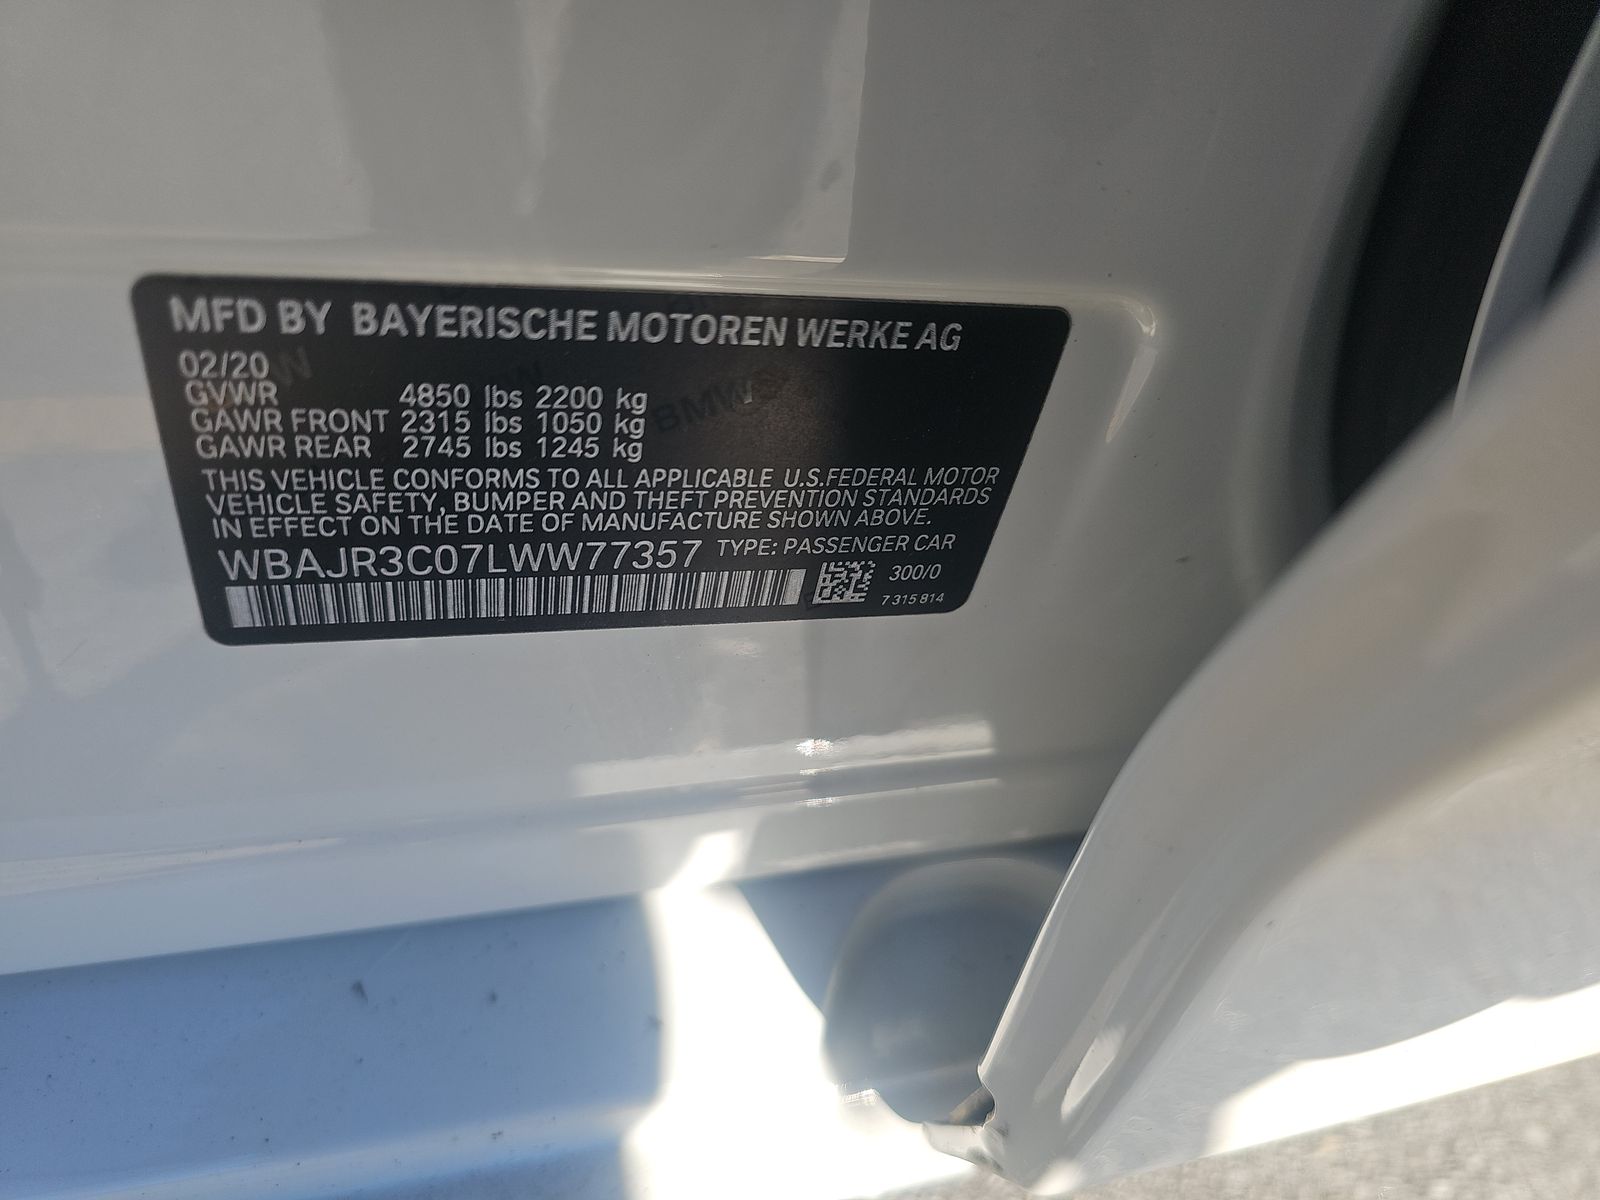 MFD BY BAYERISCHE MOTOREN WERKE AG
02/20
GVWR 4850 lbs 2200 kg
GAWR FRONT 2315 lbs 1050 kg
GAWR REAR 2745 lbs 1245 kg
THIS VEHICLE CONFORMS TO ALL APPLICABLE U.S.FEDERAL MOTOR
VEHICLE SAFETY, BUMPER AND THEFT PREVENTION STANDARDS
IN EFFECT ON THE DATE OF MANUFACTURE SHOWN ABOVE.
WBAJR3C07LWW77357 TYPE: PASSENGER CAR
300/0
7 315 814